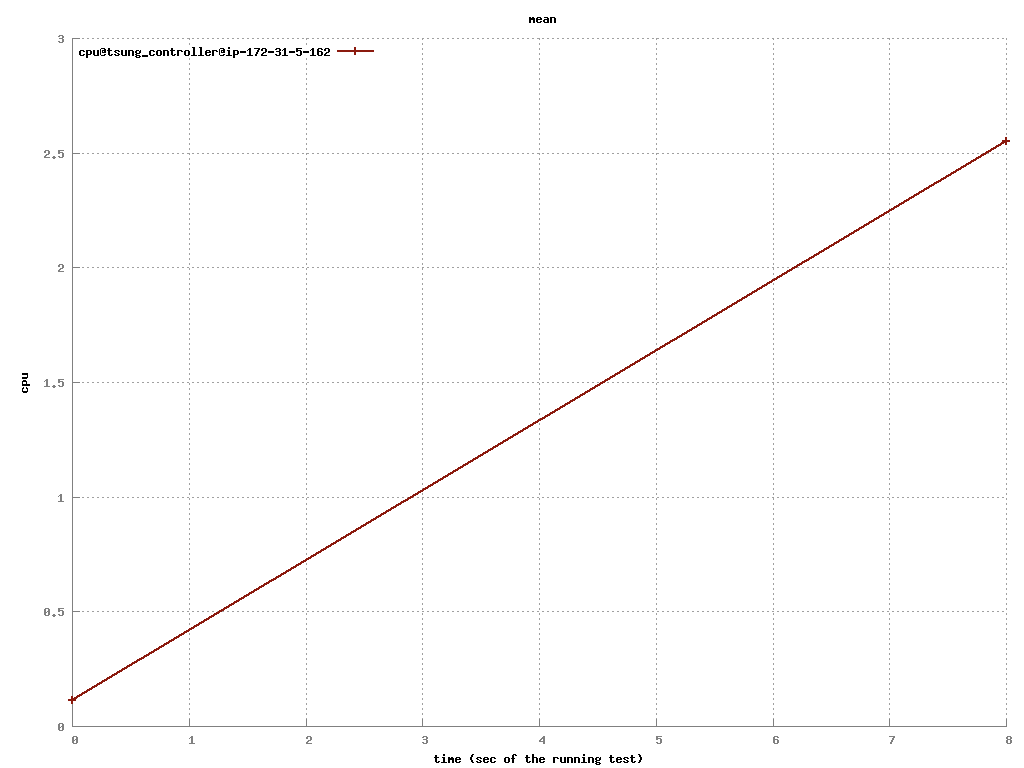 mean
3
cpu@tsung_controller@ip-172-31-5-162
2.5
2
1.5
cpu
1
0.5
0
0 1 2 3 4 5 6 7 8
time (sec of the running test)